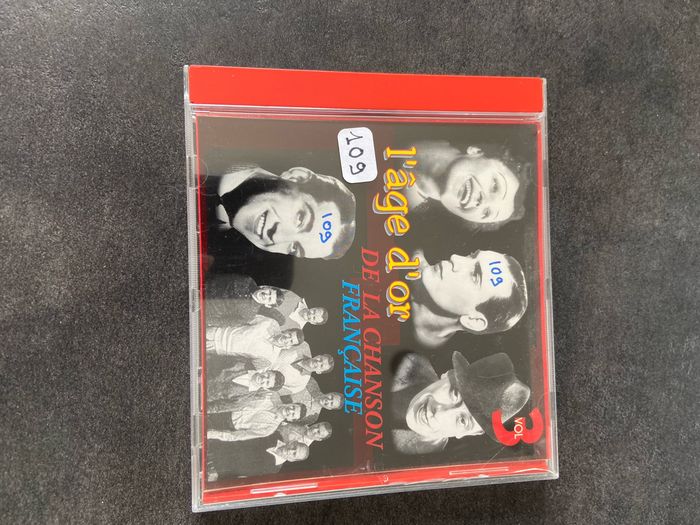 109
l'âge d'or
DE LA CHANSON
FRANÇAISE
109
109
VOL
3